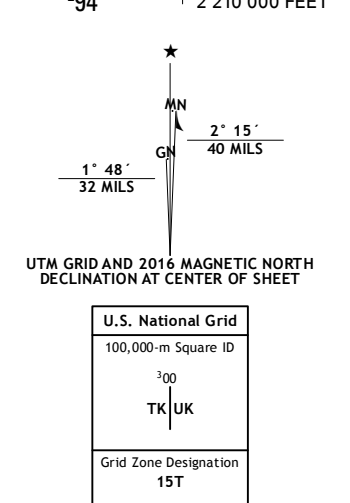 ⁻94
2 210 000 FEET
MN
2° 15´
40 MILS
GN
1° 48´
32 MILS
UTM GRID AND 2016 MAGNETIC NORTH
DECLINATION AT CENTER OF SHEET
U.S. National Grid
100,000-m Square ID
³00
TK UK
Grid Zone Designation
15T